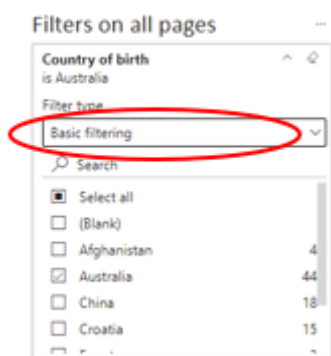 Filters on all pages
Country of birth
is Australia
Filter type
Basic filtering
Search
Select all
(Blank)
Afghanistan 4
Australia 44
China 18
Croatia 15